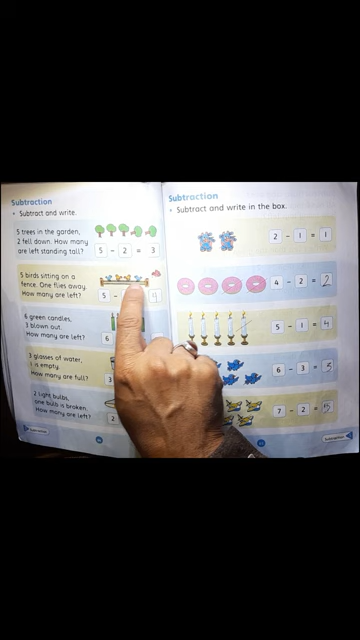 Subtraction
• Subtract and write.
5 trees in the garden,
2 fell down. How many
are left standing tall?
5 - 2 = 3
5 birds sitting on a
fence. One flies away.
How many are left?
5 - 4
6 green candles,
3 blown out.
How many are left?
6
3 glasses of water,
1 is empty.
How many are full?
3
2 light bulbs,
one bulb is broken.
How many are left?
2
Subtraction
Subtraction
• Subtract and write in the box.
2 - 1 = 1
4 - 2 = 2
5 - 1 = 4
6 - 3 = 3
7 - 2 = 5
Subtraction